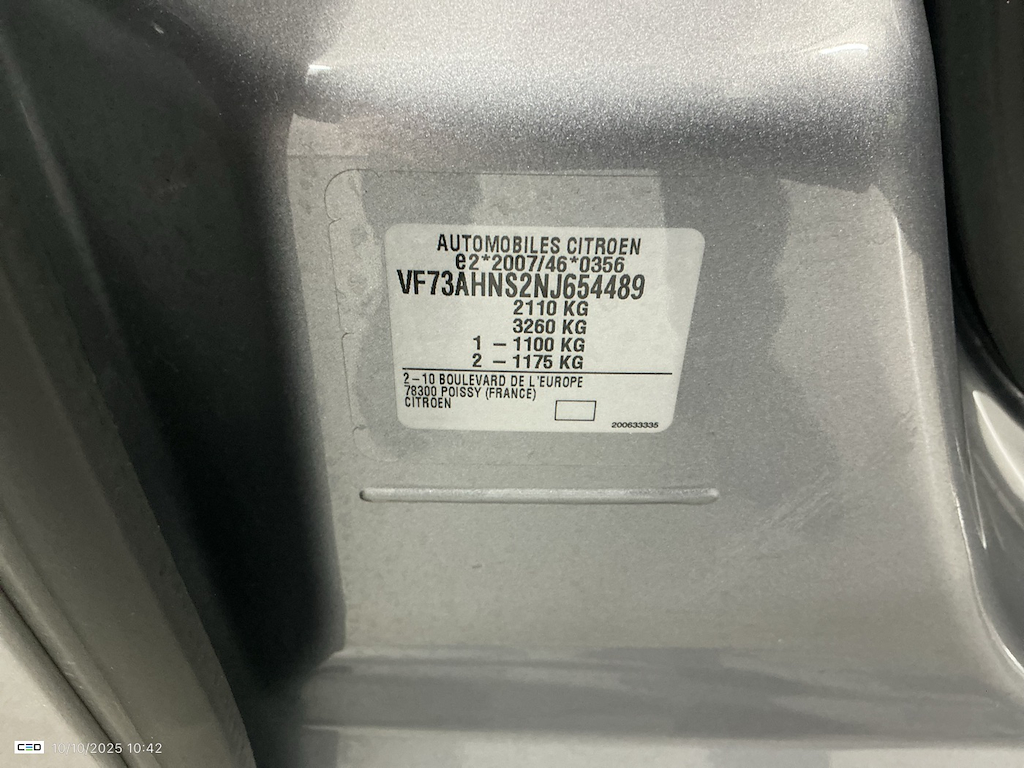 AUTOMOBILES CITROEN
e2*2007/46*0356
VF73AHNS2NJ654489
2110 KG
3260 KG
1 – 1100 KG
2 – 1175 KG
2–10 BOULEVARD DE L'EUROPE
78300 POISSY (FRANCE)
CITROEN
200633335
CEO 10/10/2025 10:42